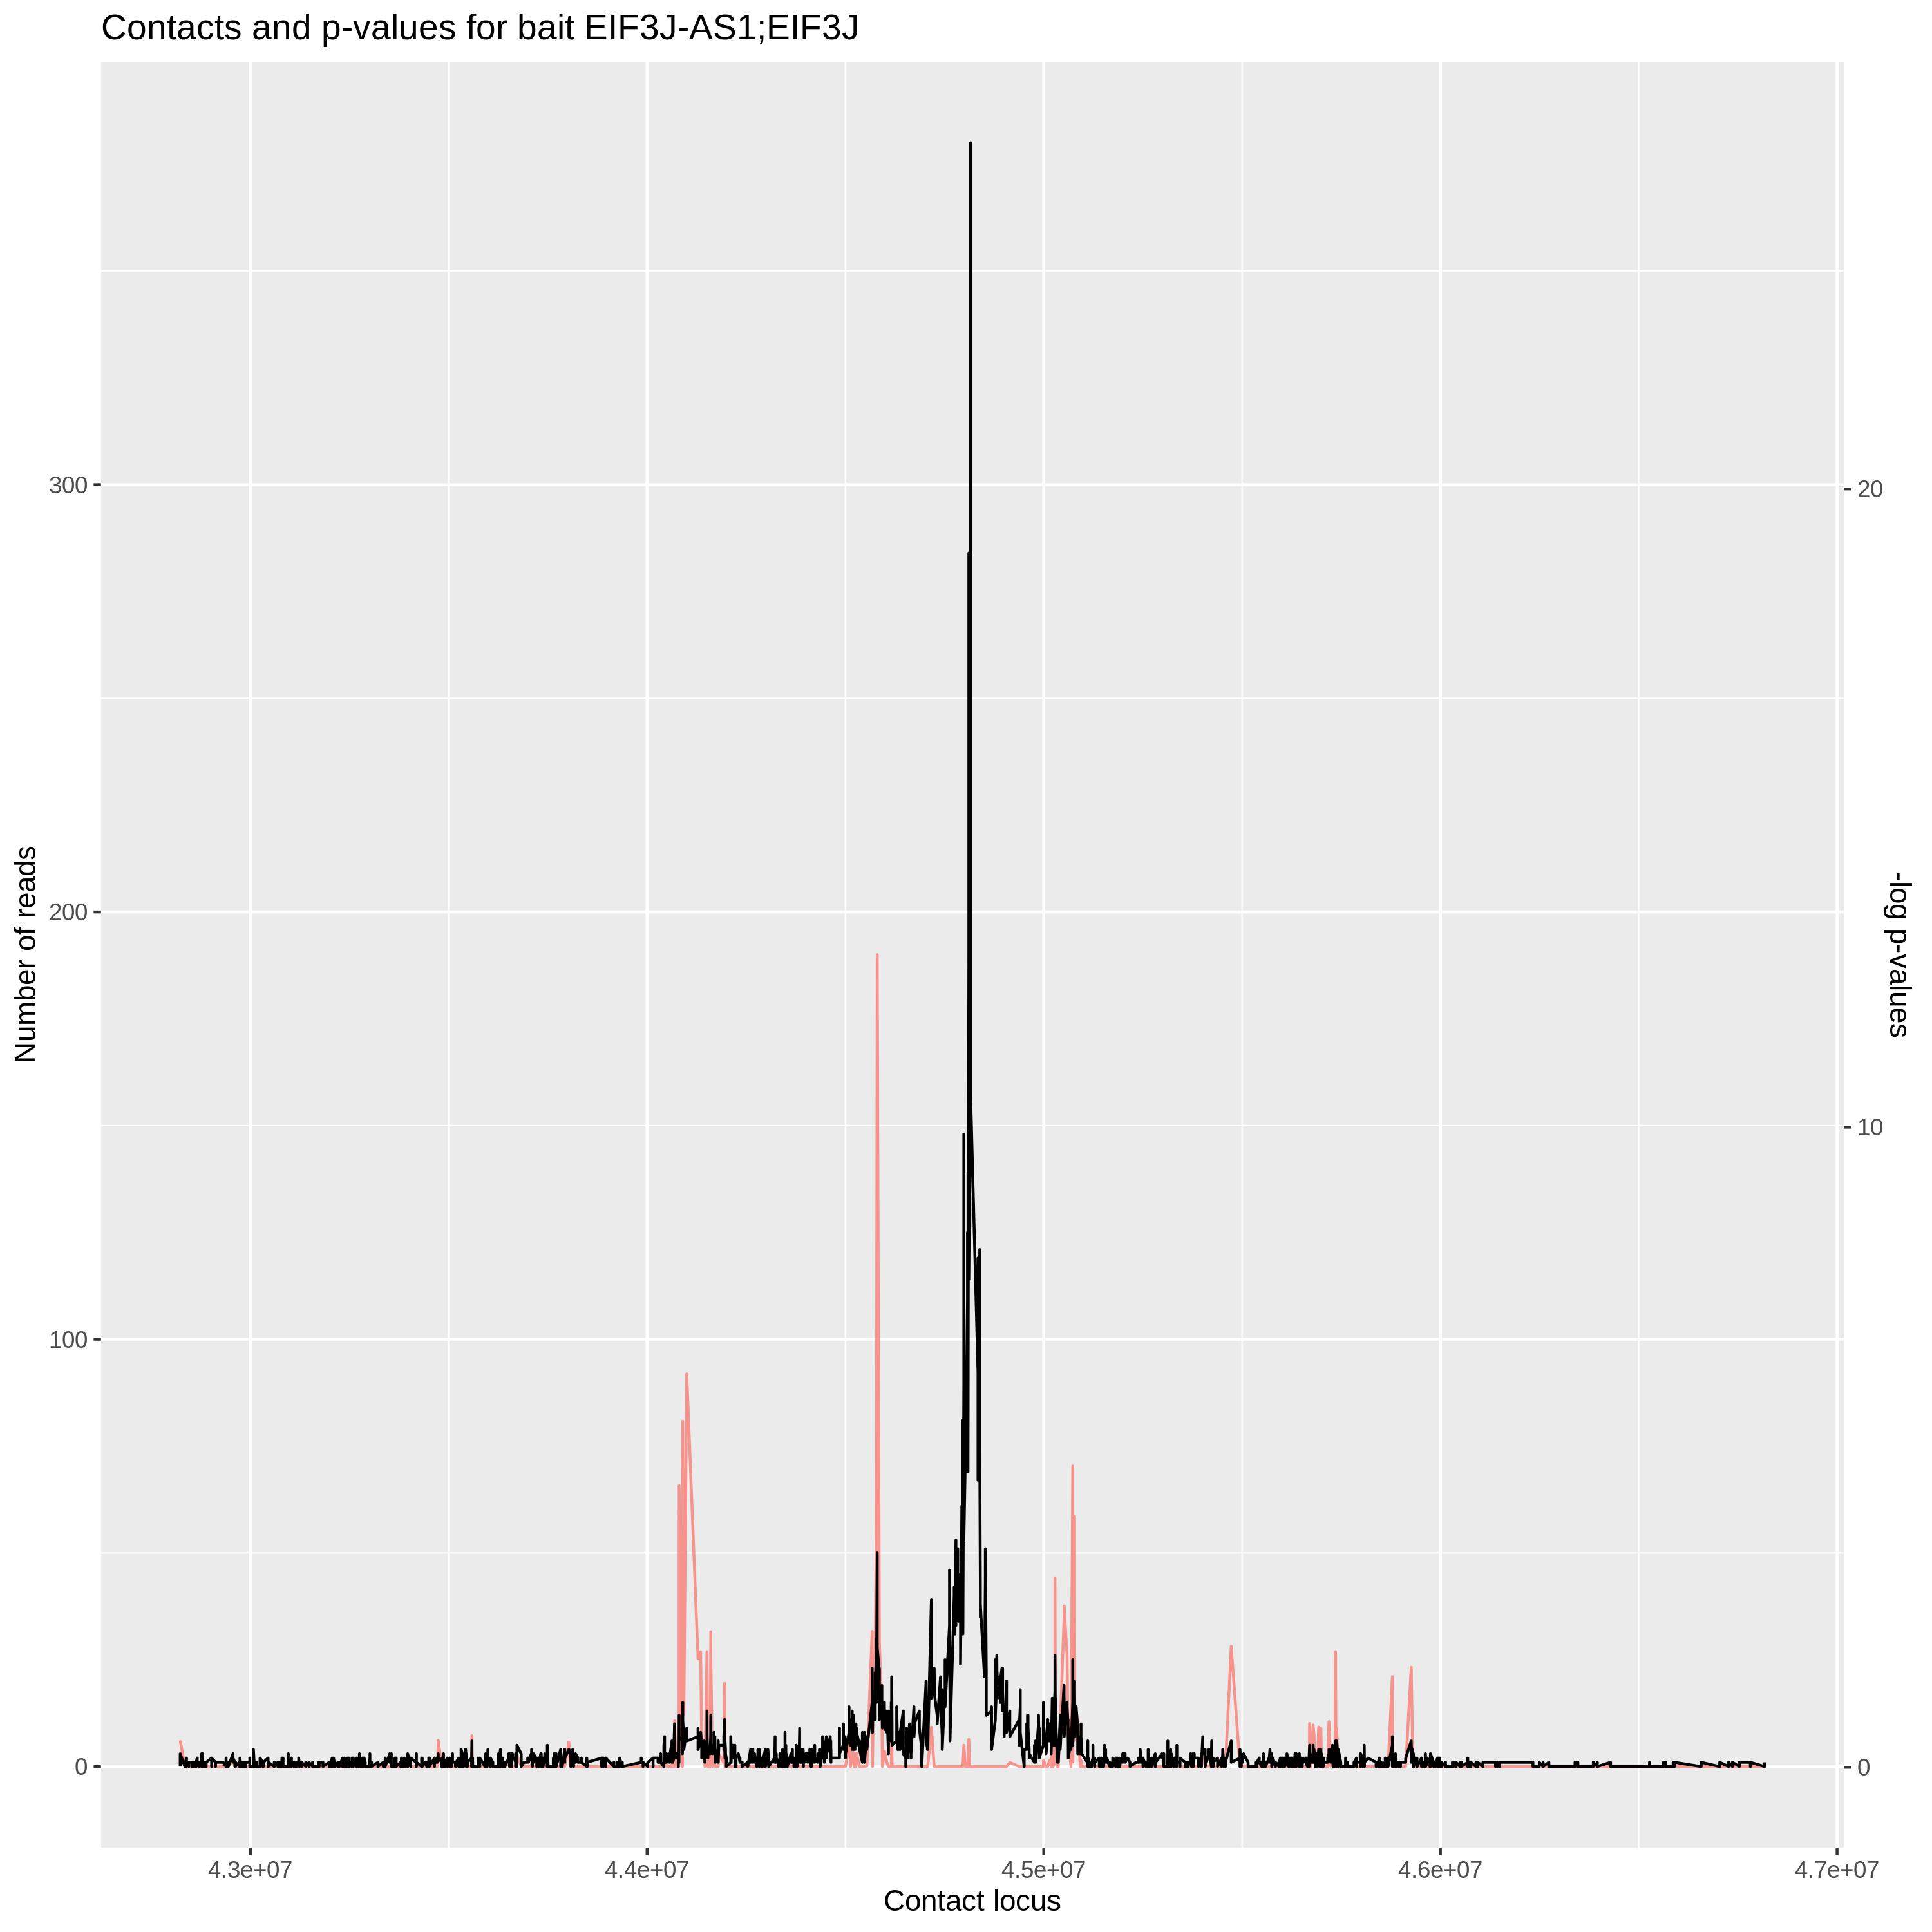 Contacts and p-values for bait EIF3J-AS1;EIF3J
Number of reads
300
200
100
0
20
10
0
-log p-values
4.3e+07 4.4e+07 4.5e+07 4.6e+07 4.7e+07
Contact locus